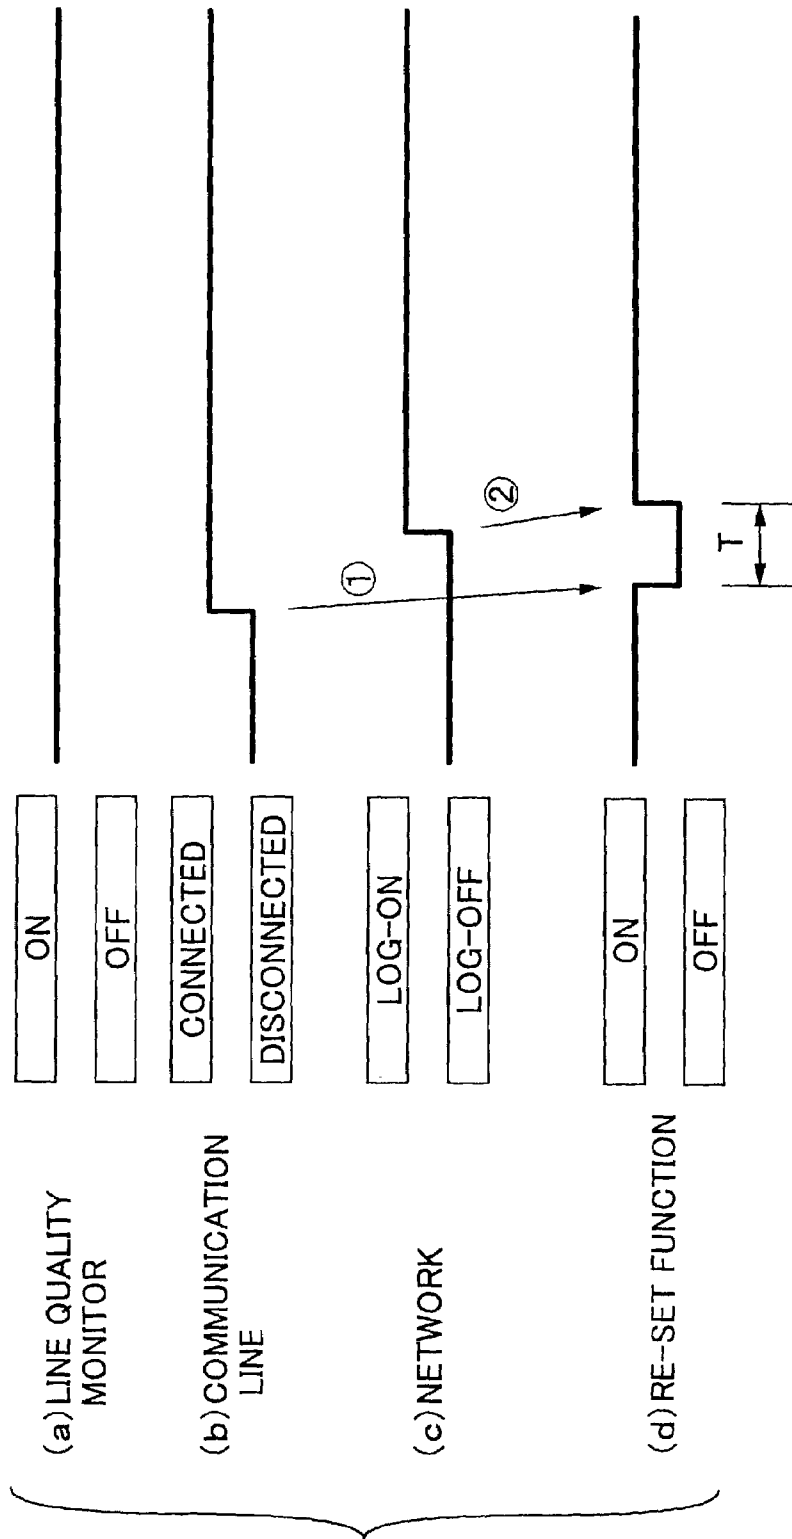 (a)LINE QUALITY
MONITOR
ON
OFF
(b)COMMUNICATION
LINE
CONNECTED
DISCONNECTED
①
(c)NETWORK
LOG-ON
LOG-OFF
②
(d)RE-SET FUNCTION
ON
OFF
T